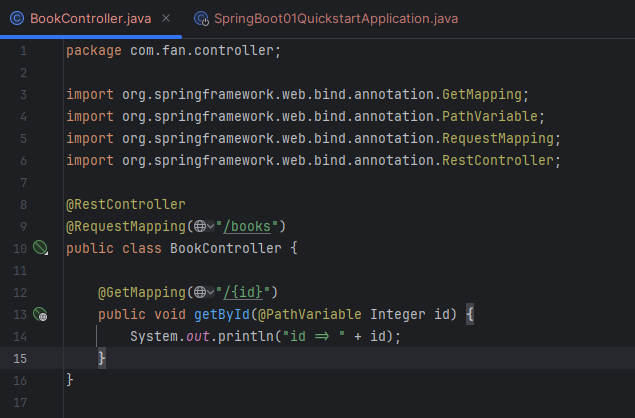 BookController.java × SpringBoot01QuickstartApplication.java
1 package com.fan.controller;
2
3 import org.springframework.web.bind.annotation.GetMapping;
4 import org.springframework.web.bind.annotation.PathVariable;
5 import org.springframework.web.bind.annotation.RequestMapping;
6 import org.springframework.web.bind.annotation.RestController;
7
8 @RestController
9 @RequestMapping("/books")
10 public class BookController {
11
12 @GetMapping("/{id}")
13 public void getById(@PathVariable Integer id) {
14 System.out.println("id => " + id);
15 }
16 }
17